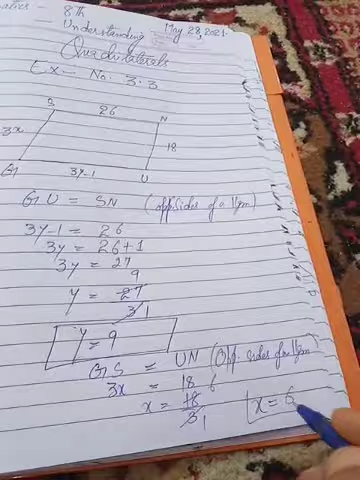 8th
May 28, 2021
Understanding
Quadrilaterals
Ex - No. 3.3
S 26 N
3x 18
G 3y-1 U
GU = SN (opp. sides of a llgm)
3y-1 = 26
3y = 26+1
3y = 27
9
y = 27
3 1
y = 9
GS = UN (Opp. sides of a llgm)
3x = 18 6
x = 18
3 1
x = 6